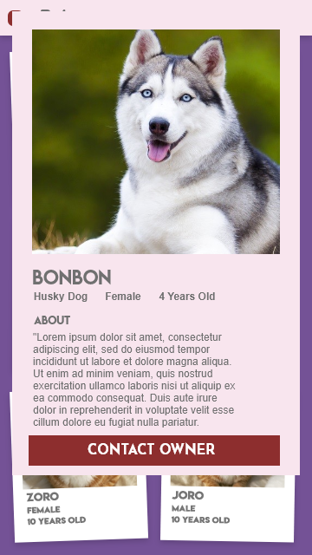 BONBON
Husky Dog Female 4 Years Old
ABOUT
"Lorem ipsum dolor sit amet, consectetur
adipiscing elit, sed do eiusmod tempor
incididunt ut labore et dolore magna aliqua.
Ut enim ad minim veniam, quis nostrud
exercitation ullamco laboris nisi ut aliquip ex
ea commodo consequat. Duis aute irure
dolor in reprehenderit in voluptate velit esse
cillum dolore eu fugiat nulla pariatur.
CONTACT OWNER
ZORO
FEMALE
10 YEARS OLD
JORO
MALE
10 YEARS OLD